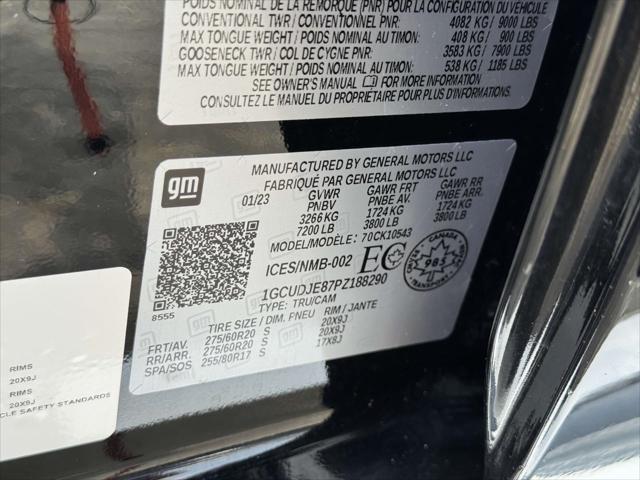 POIDS NOMINAL DE LA REMORQUE (PNR) POUR LA CONFIGURATION DU VÉHICULE
CONVENTIONAL TWR / CONVENTIONNEL PNR: 4082 KG / 9000 LBS
MAX TONGUE WEIGHT / POIDS NOMINAL AU TIMON: 408 KG / 900 LBS
GOOSENECK TWR / COL DE CYGNE PNR: 3583 KG / 7900 LBS
MAX TONGUE WEIGHT / POIDS NOMINAL AU TIMON: 538 KG / 1185 LBS
SEE OWNER'S MANUAL FOR MORE INFORMATION
CONSULTEZ LE MANUEL DU PROPRIÉTAIRE POUR PLUS D'INFORMATIONS
gm
MANUFACTURED BY GENERAL MOTORS LLC
FABRIQUÉ PAR GENERAL MOTORS LLC
01/23 GVWR GAWR FRT GAWR RR
PNBV PNBE AV. PNBE ARR.
3266 KG 1724 KG 1724 KG
7200 LB 3800 LB 3800 LB
MODEL/MODÈLE: 70CK10543
ICES/NMB-002 EC
CANADA
985
TRANSPORT
8555
1GCUDJE87PZ188290
TYPE: TRU/CAM
TIRE SIZE / DIM. PNEU RIM / JANTE
FRT/AV. 275/60R20 S 20X9J
RR/ARR. 275/60R20 S 20X9J
SPA/SOS 255/80R17 S 17X8J
RIMS
20X9J
RIMS
20X9J
CLE SAFETY STANDARDS